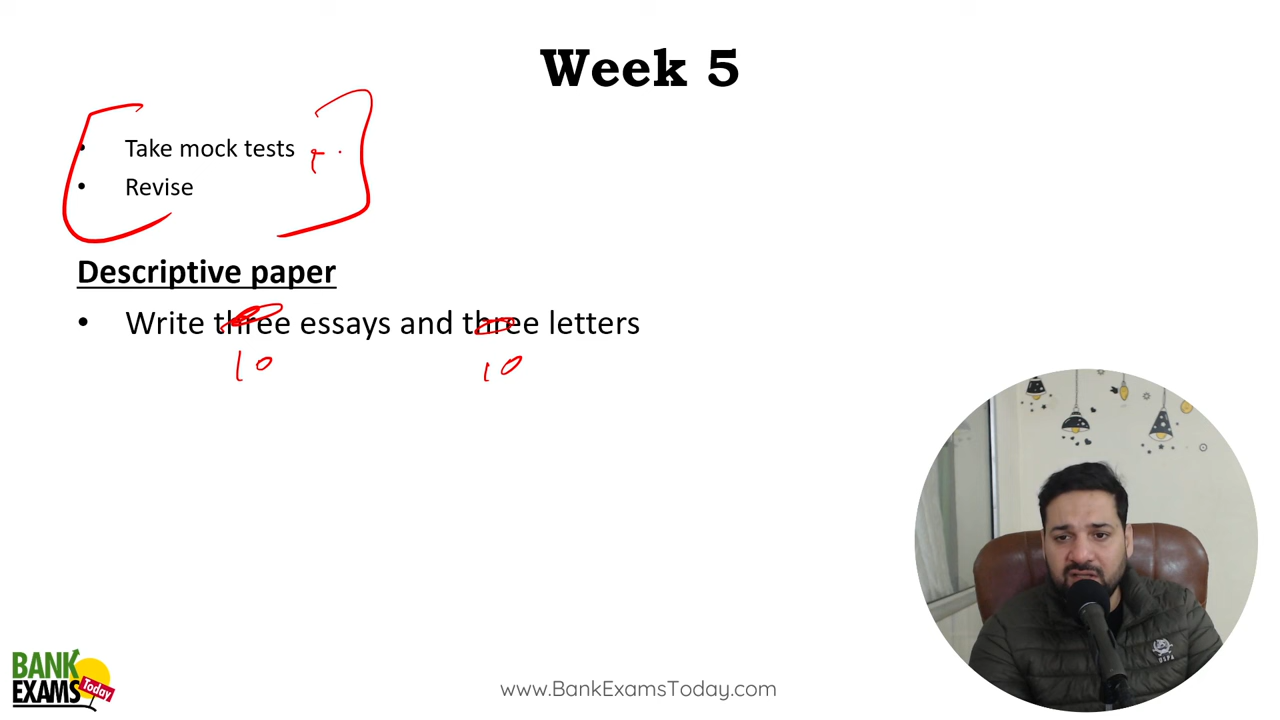 Week 5
• Take mock tests
• Revise
Descriptive paper
• Write three essays and three letters
10 10
BANK
EXAMS
Today
www.BankExamsToday.com
USPA